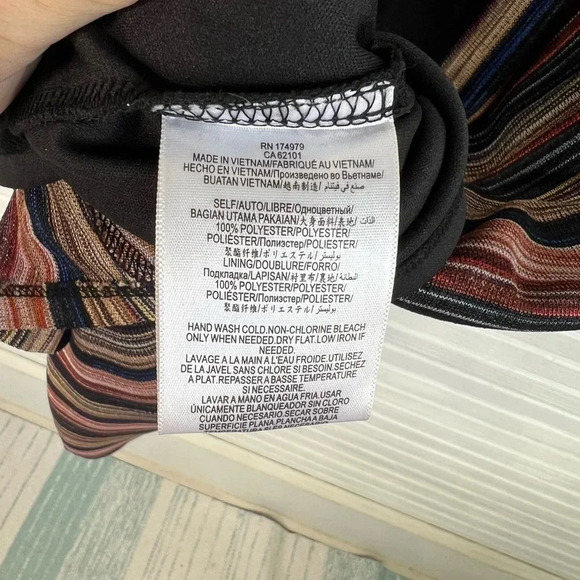 RN 174979
CA 62101
MADE IN VIETNAM/FABRIQUÉ AU VIETNAM/
HECHO EN VIETNAM/Произведено во Вьетнаме/
BUATAN VIETNAM/越南制造/صنع في فيتنام
SELF/AUTO/LIBRE/Одноцветный/
BAGIAN UTAMA PAKAIAN/大身面料/表地/الذات
100% POLYESTER/POLYESTER/
POLIÉSTER/Полиэстер/POLIESTER/
聚酯纤维/ポリエステル/بوليستر
LINING/DOUBLURE/FORRO/
Подкладка/LAPISAN/衬里布/裏地/البطانة
100% POLYESTER/POLYESTER/
POLIÉSTER/Полиэстер/POLIESTER/
聚酯纤维/ポリエステル/بوليستر
HAND WASH COLD.NON-CHLORINE BLEACH
ONLY WHEN NEEDED.DRY FLAT.LOW IRON IF
NEEDED.
LAVAGE A LA MAIN A L'EAU FROIDE.UTILISEZ
DE LA JAVEL SANS CHLORE SI BESOIN.SECHEZ
A PLAT.REPASSER A BASSE TEMPERATURE
SI NECESSAIRE.
LAVAR A MANO EN AGUA FRIA.USAR
ÚNICAMENTE BLANQUEADOR SIN CLORO
CUANDO SEA NECESARIO.SECAR SOBRE
SUPERFICIE PLANA.PLANCHA A BAJA
TEMPERATURA SI ES NECESARIO.